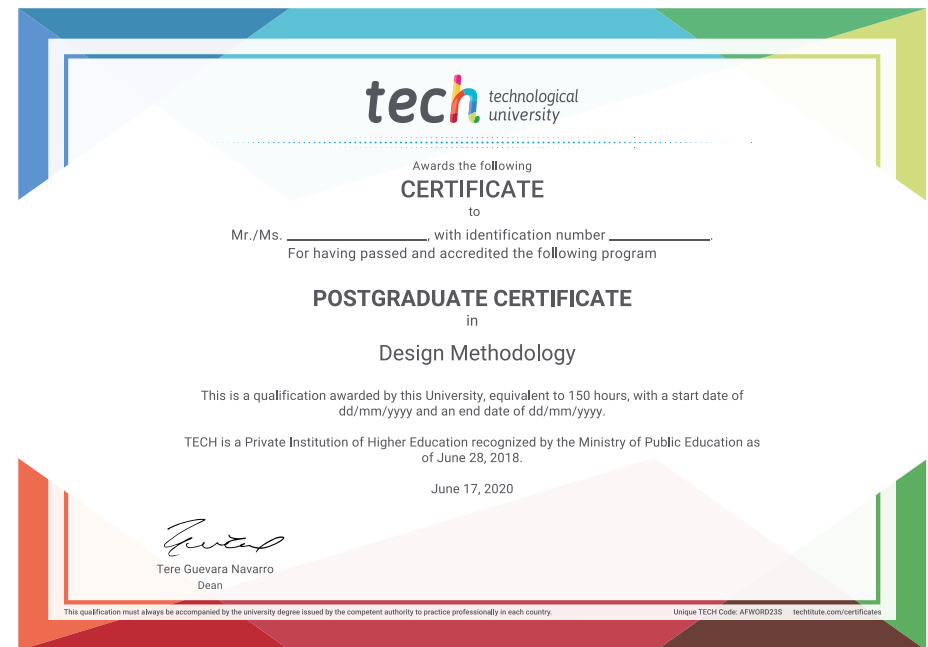 tech technological
university
Awards the following
CERTIFICATE
to
Mr./Ms. ____________________, with identification number ______________.
For having passed and accredited the following program
POSTGRADUATE CERTIFICATE
in
Design Methodology
This is a qualification awarded by this University, equivalent to 150 hours, with a start date of
dd/mm/yyyy and an end date of dd/mm/yyyy.
TECH is a Private Institution of Higher Education recognized by the Ministry of Public Education as
of June 28, 2018.
June 17, 2020
Tere Guevara Navarro
Dean
This qualification must always be accompanied by the university degree issued by the competent authority to practice professionally in each country. Unique TECH Code: AFWORD23S techtitute.com/certificates